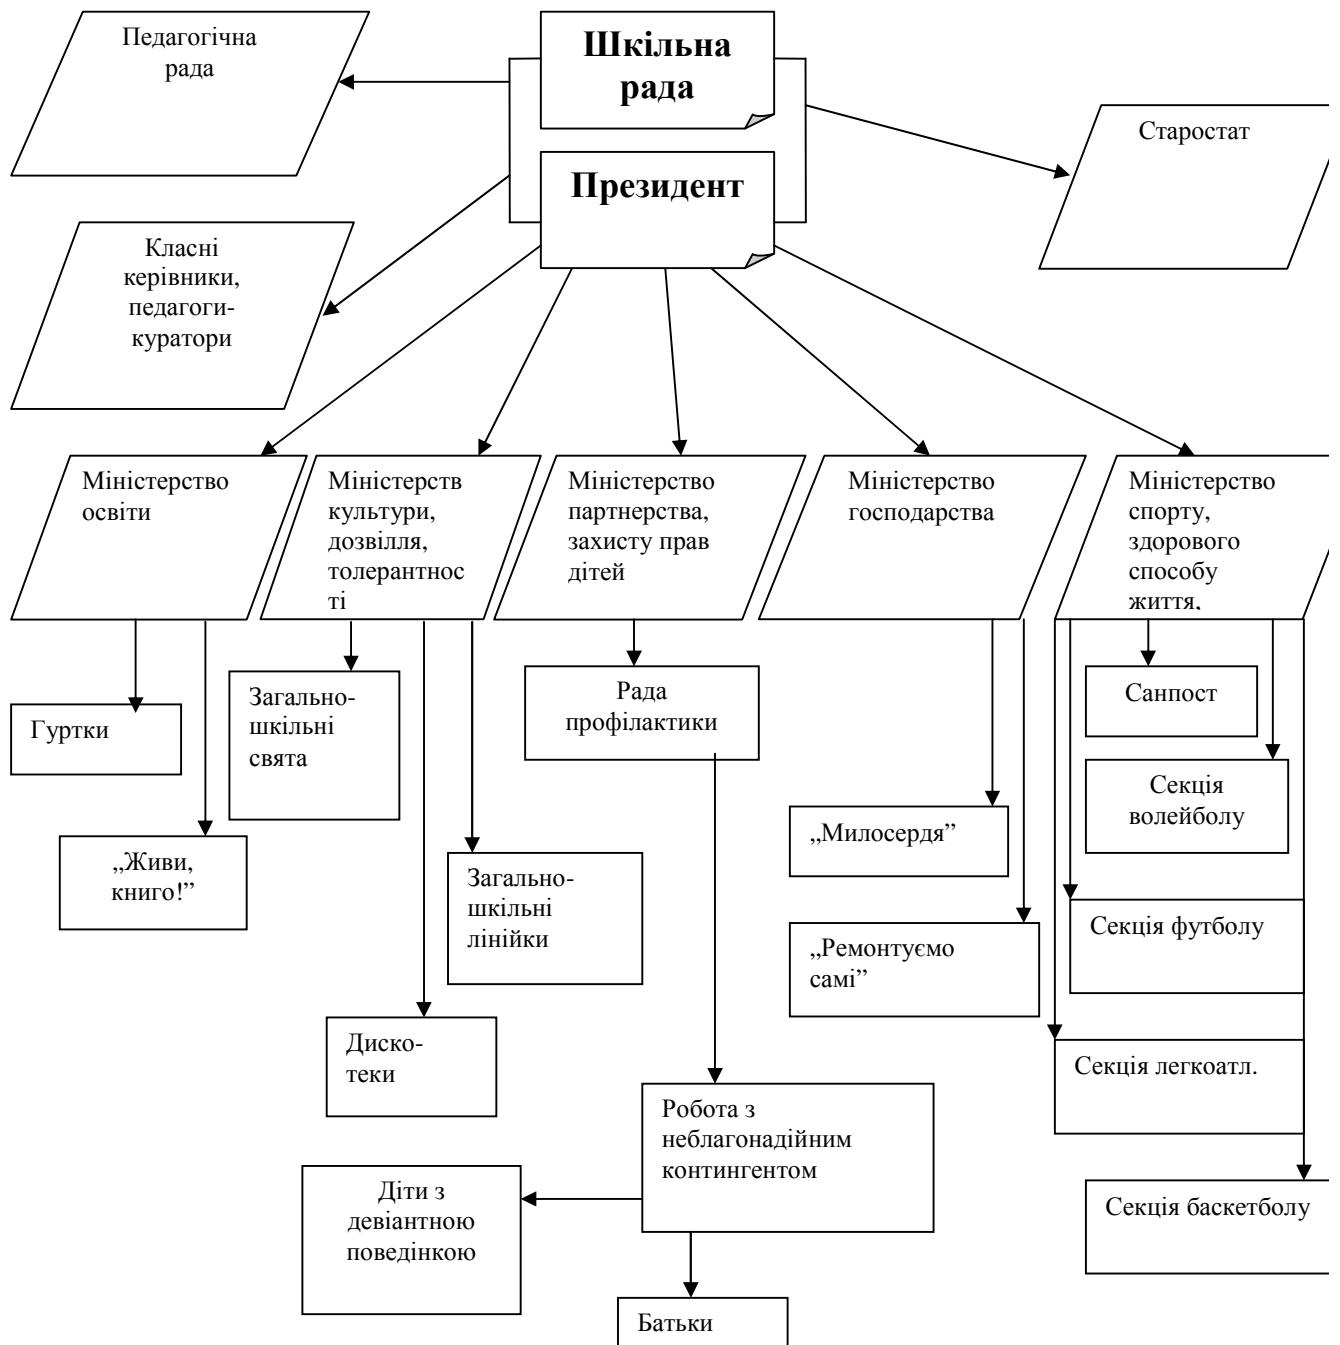 Педагогічна
рада
Шкільна
рада
Старостат
Президент
Класні
керівники,
педагоги-
куратори
Міністерство
освіти
Міністерств
культури,
дозвілля,
толерантнос
ті
Міністерство
партнерства,
захисту прав
дітей
Міністерство
господарства
Міністерство
спорту,
здорового
способу
життя,
Гуртки
„Живи,
книго!”
Загально-
шкільні
свята
Загально-
шкільні
лінійки
Диско-
теки
Рада
профілактики
„Милосердя”
„Ремонтуємо
самі”
Санпост
Секція
волейболу
Секція футболу
Секція легкоатл.
Секція баскетболу
Робота з
неблагонадійним
контингентом
Діти з
девіантною
поведінкою
Батьки